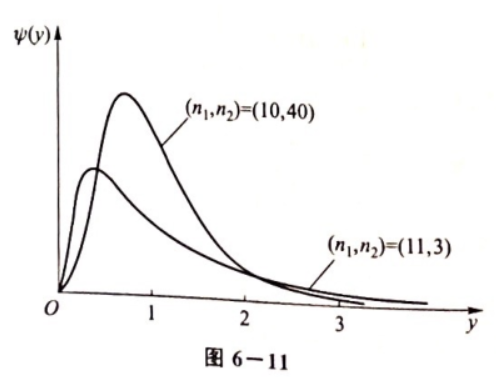 ψ(y)
(n₁,n₂)=(10,40)
(n₁,n₂)=(11,3)
O
1
2
3
y
图 6－11